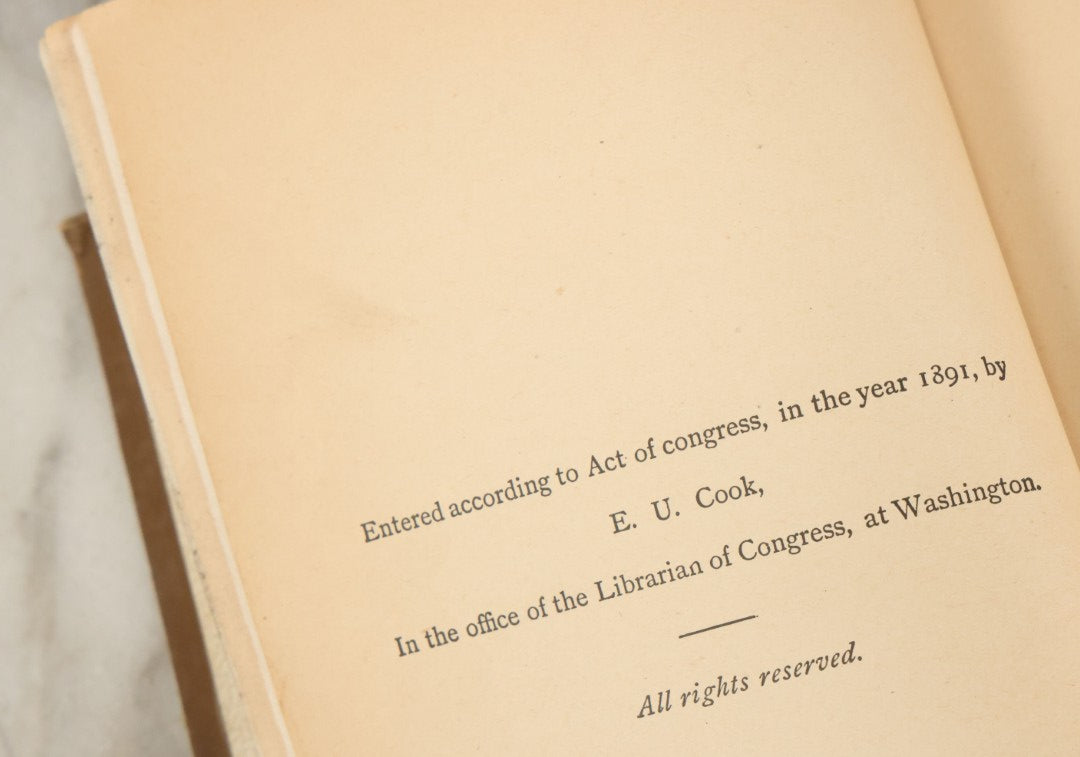 Entered according to Act of congress, in the year 1891, by
E. U. Cook,
In the office of the Librarian of Congress, at Washington.
All rights reserved.